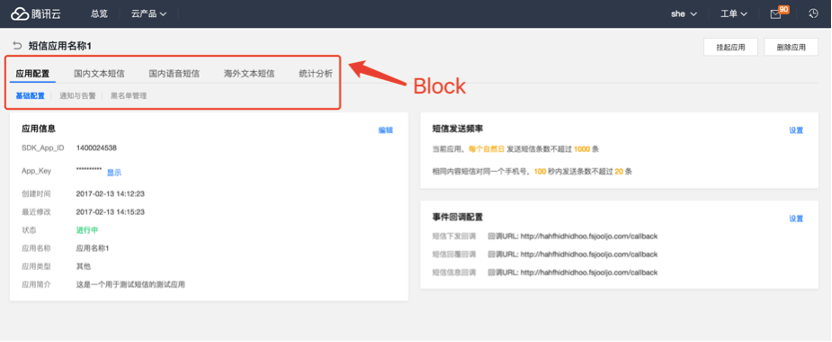 腾讯云 总览 云产品 she 工单 90
短信应用名称1 挂起应用 删除应用
应用配置 国内文本短信 国内语音短信 海外文本短信 统计分析
基础配置 通知与告警 黑名单管理
Block
应用信息 编辑
SDK_App_ID 1400024538
App_Key ********** 显示
创建时间 2017-02-13 14:12:23
最近修改 2017-02-13 14:15:23
状态 进行中
应用名称 应用名称1
应用类型 其他
应用简介 这是一个用于测试短信的测试应用
短信发送频率 设置
当前应用，每个自然日 发送短信条数不超过 1000 条
相同内容短信对同一个手机号，100 秒内发送条数不超过 20 条
事件回调配置 设置
短信下发回调 回调URL: http://hahfhidhidhoo.fsjooljo.com/callback
短信回覆回调 回调URL: http://hahfhidhidhoo.fsjooljo.com/callback
短信信息回调 回调URL: http://hahfhidhidhoo.fsjooljo.com/callback